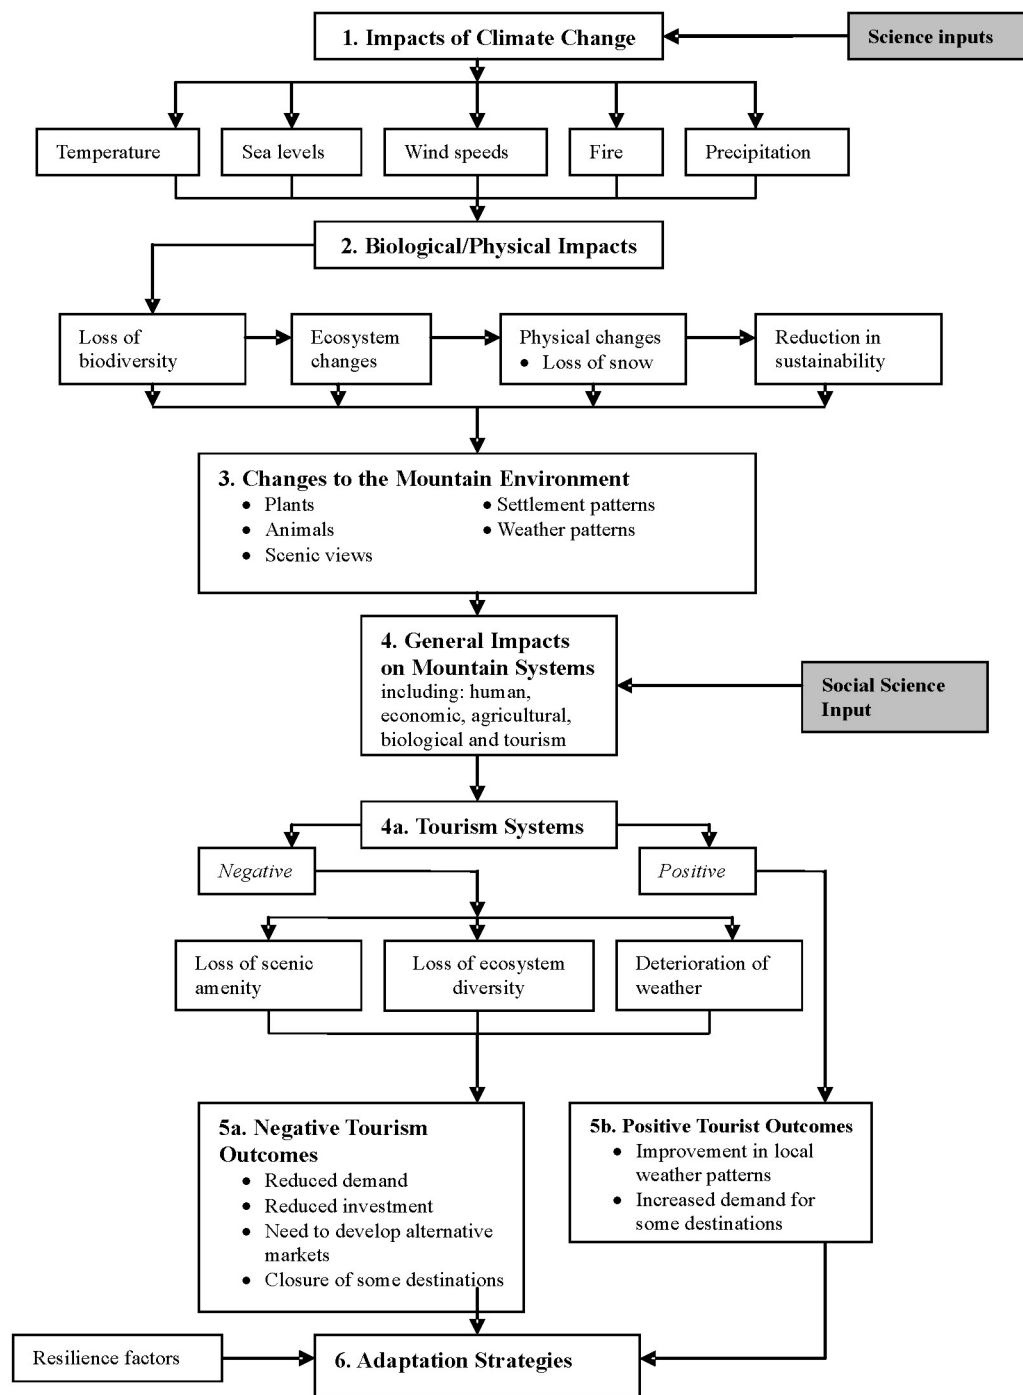 1. Impacts of Climate Change
Science inputs
Temperature
Sea levels
Wind speeds
Fire
Precipitation
2. Biological/Physical Impacts
Loss of
biodiversity
Ecosystem
changes
Physical changes
• Loss of snow
Reduction in
sustainability
3. Changes to the Mountain Environment
• Plants
• Animals
• Scenic views
• Settlement patterns
• Weather patterns
4. General Impacts
on Mountain Systems
including: human,
economic, agricultural,
biological and tourism
Social Science
Input
4a. Tourism Systems
Negative
Positive
Loss of scenic
amenity
Loss of ecosystem
diversity
Deterioration of
weather
5a. Negative Tourism
Outcomes
• Reduced demand
• Reduced investment
• Need to develop alternative
markets
• Closure of some destinations
5b. Positive Tourist Outcomes
• Improvement in local
weather patterns
• Increased demand for
some destinations
Resilience factors
6. Adaptation Strategies